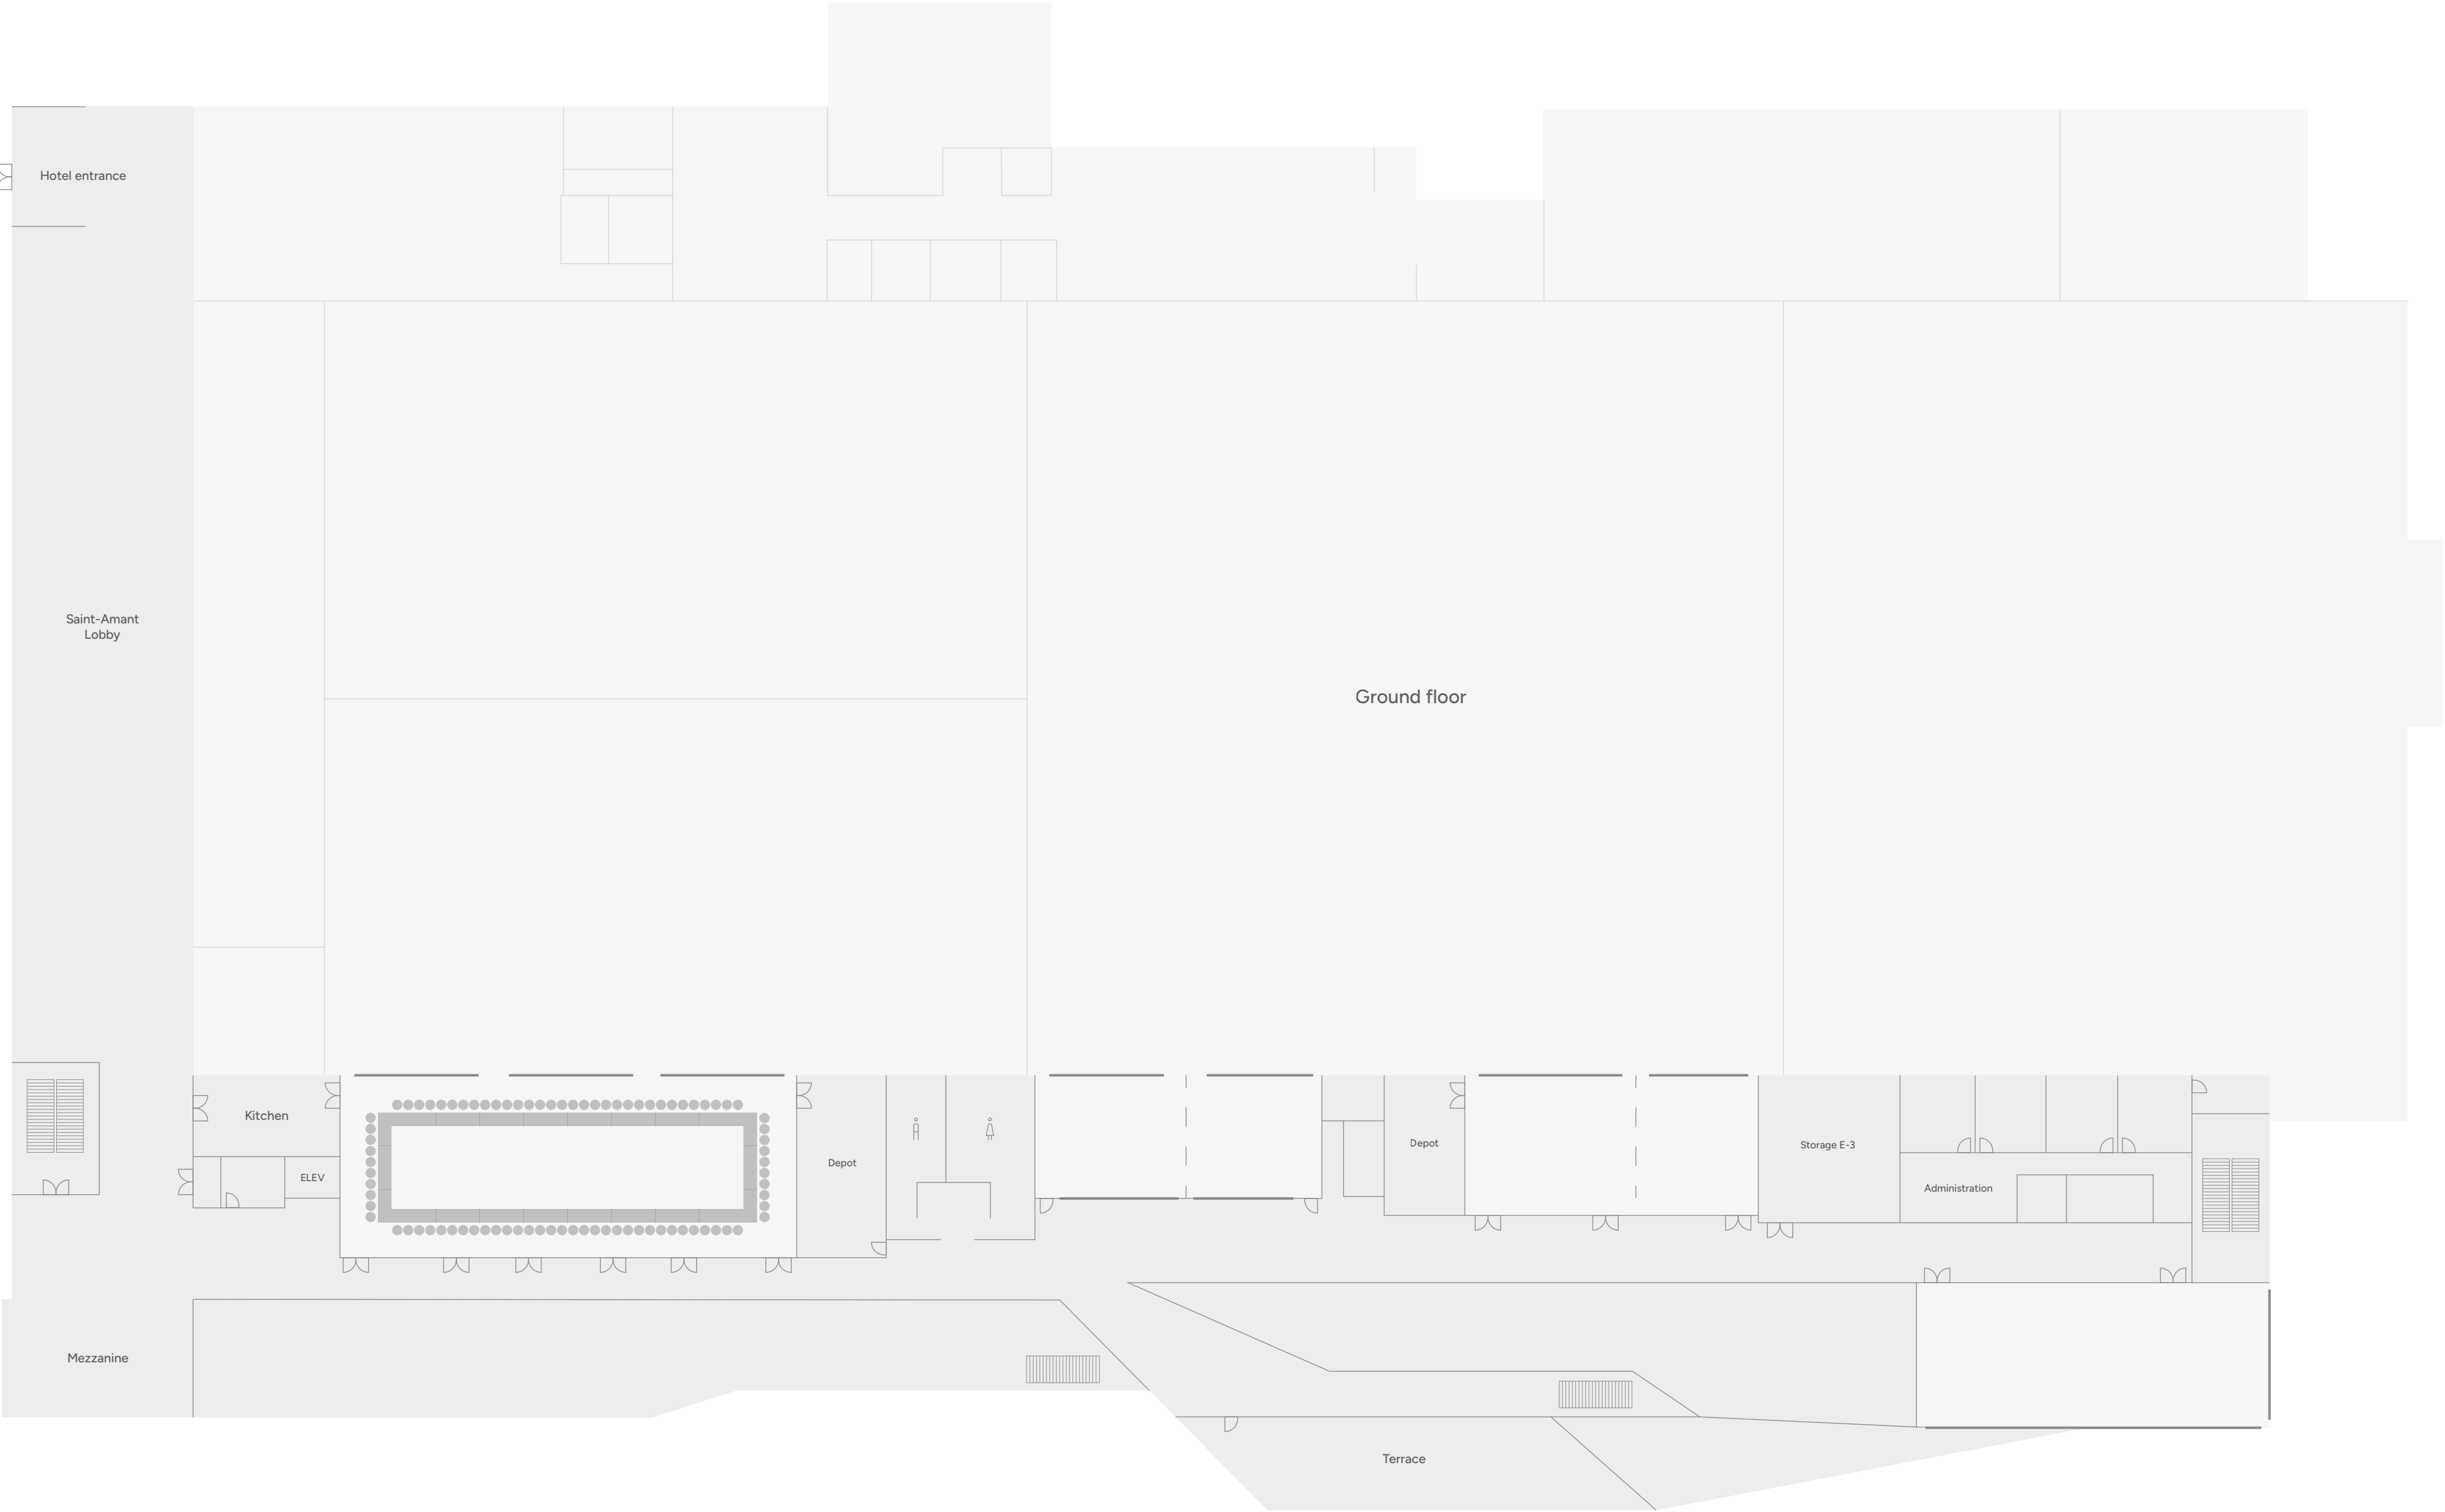 Hotel entrance
Saint-Amant
Lobby
Ground floor
Kitchen
ELEV
Depot
Depot
Storage E-3
Administration
Mezzanine
Terrace